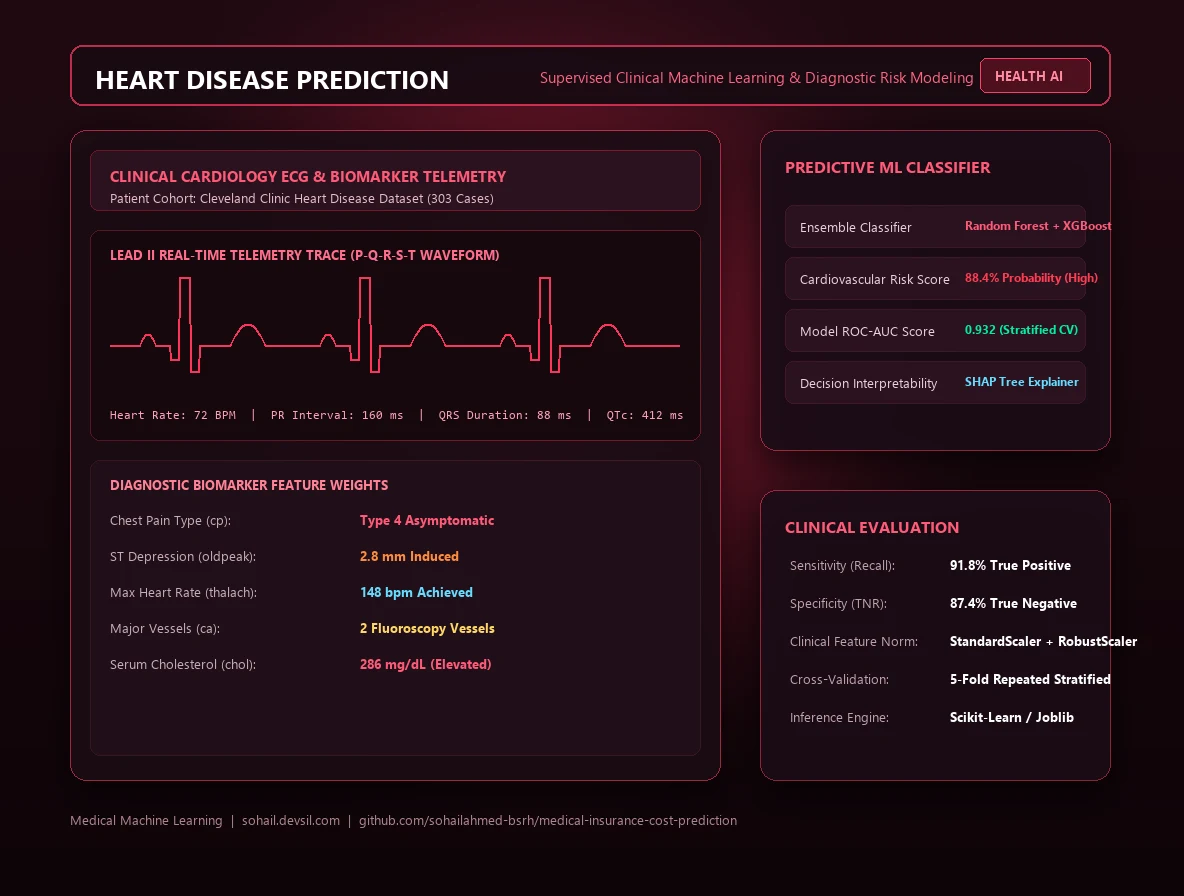 HEART DISEASE PREDICTION
Supervised Clinical Machine Learning & Diagnostic Risk Modeling
HEALTH AI
CLINICAL CARDIOLOGY ECG & BIOMARKER TELEMETRY
Patient Cohort: Cleveland Clinic Heart Disease Dataset (303 Cases)
LEAD II REAL-TIME TELEMETRY TRACE (P-Q-R-S-T WAVEFORM)
Heart Rate: 72 BPM | PR Interval: 160 ms | QRS Duration: 88 ms | QTc: 412 ms
DIAGNOSTIC BIOMARKER FEATURE WEIGHTS
Chest Pain Type (cp): Type 4 Asymptomatic
ST Depression (oldpeak): 2.8 mm Induced
Max Heart Rate (thalach): 148 bpm Achieved
Major Vessels (ca): 2 Fluoroscopy Vessels
Serum Cholesterol (chol): 286 mg/dL (Elevated)
PREDICTIVE ML CLASSIFIER
Ensemble Classifier Random Forest + XGBoost
Cardiovascular Risk Score 88.4% Probability (High)
Model ROC-AUC Score 0.932 (Stratified CV)
Decision Interpretability SHAP Tree Explainer
CLINICAL EVALUATION
Sensitivity (Recall): 91.8% True Positive
Specificity (TNR): 87.4% True Negative
Clinical Feature Norm: StandardScaler + RobustScaler
Cross-Validation: 5-Fold Repeated Stratified
Inference Engine: Scikit-Learn / Joblib
Medical Machine Learning | sohail.devsil.com | github.com/sohailahmed-bsrh/medical-insurance-cost-prediction